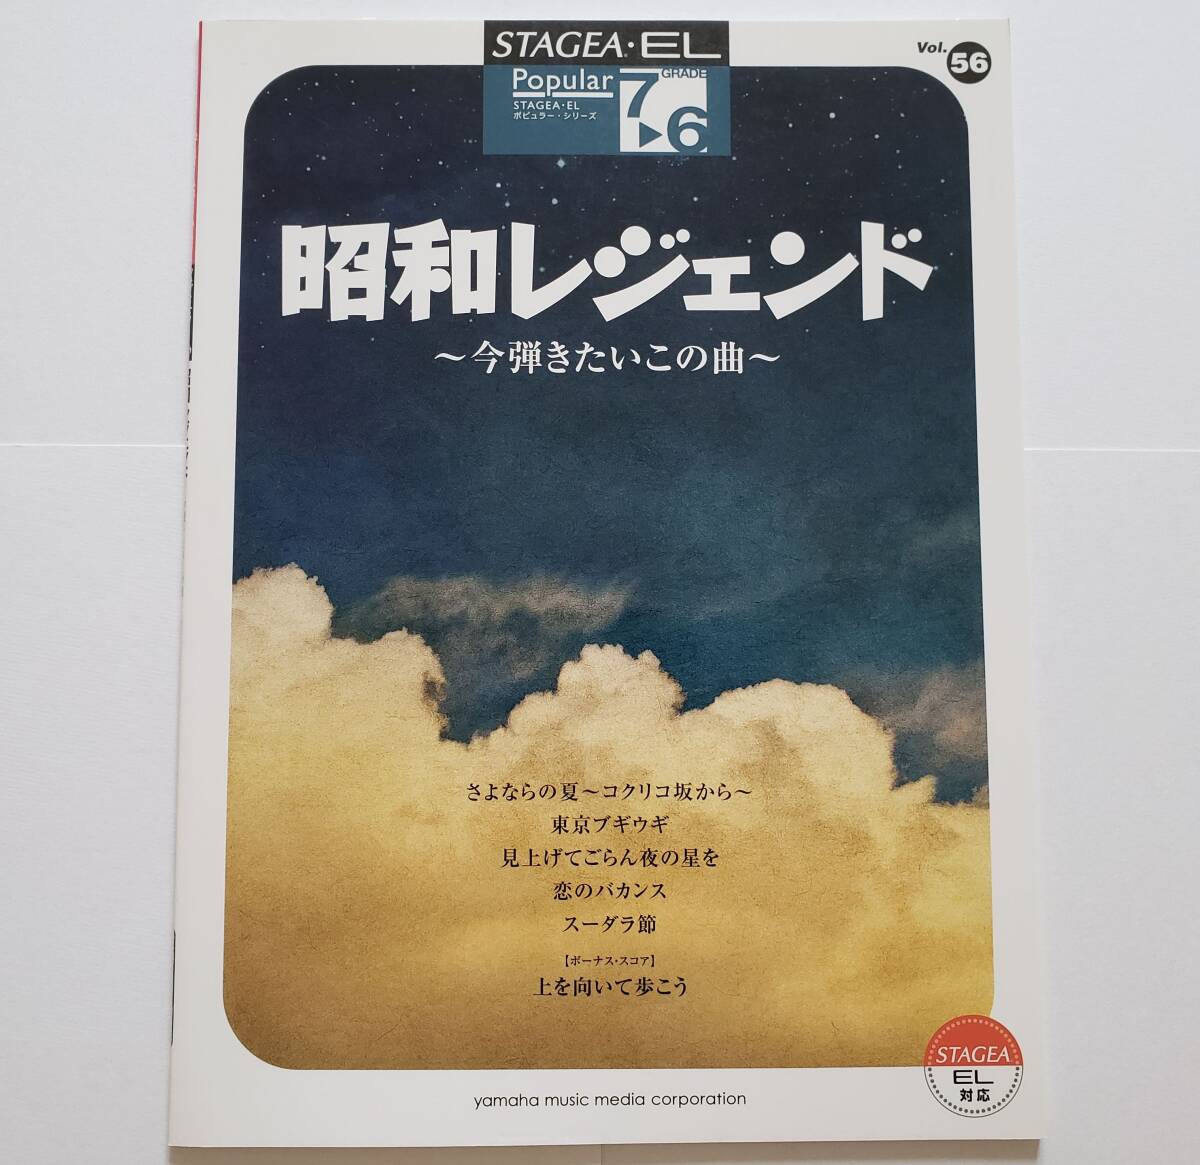 STAGEA・EL
Vol. 56
Popular
GRADE
STAGEA・EL
ポピュラー・シリーズ
7▶6
昭和レジェンド
～今弾きたいこの曲～
さよならの夏～コクリコ坂から～
東京ブギウギ
見上げてごらん夜の星を
恋のバカンス
スーダラ節
【ボーナス・スコア】
上を向いて歩こう
STAGEA
EL
対応
yamaha music media corporation